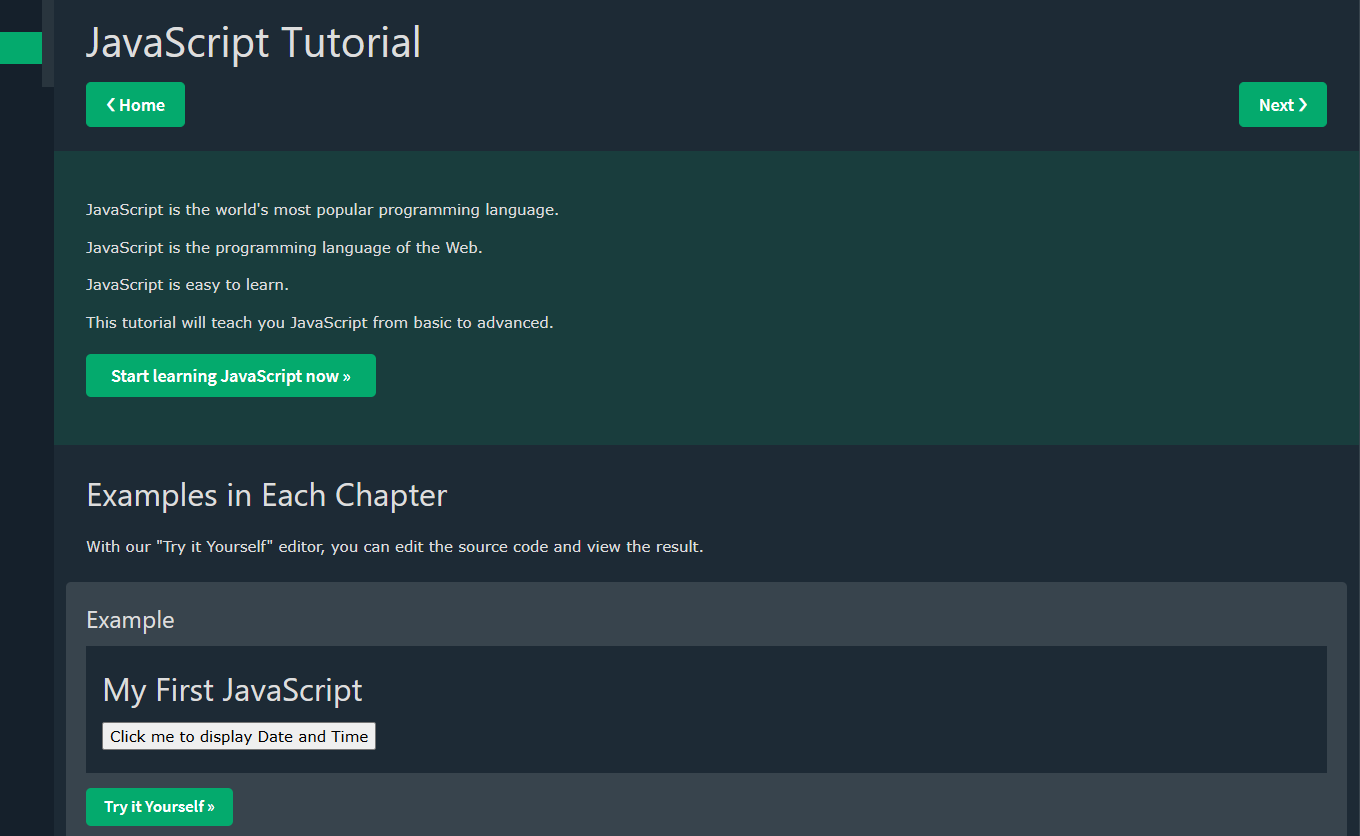 JavaScript Tutorial
❮ Home
Next ❯
JavaScript is the world's most popular programming language.
JavaScript is the programming language of the Web.
JavaScript is easy to learn.
This tutorial will teach you JavaScript from basic to advanced.
Start learning JavaScript now »
Examples in Each Chapter
With our "Try it Yourself" editor, you can edit the source code and view the result.
Example
My First JavaScript
Click me to display Date and Time
Try it Yourself »